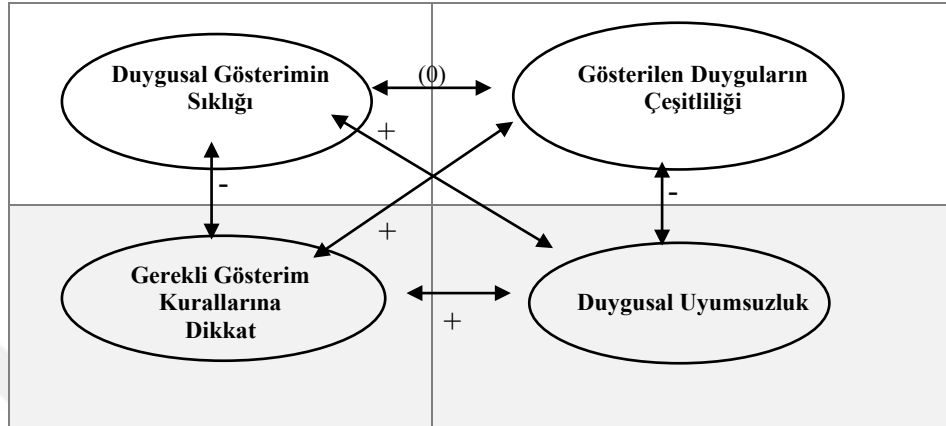 Duygusal Gösterimin
Sıklığı
(0)
Gösterilen Duyguların
Çeşitliliği
+
-
-
+
Gerekli Gösterim
Kurallarına
Dikkat
+
Duygusal Uyumsuzluk